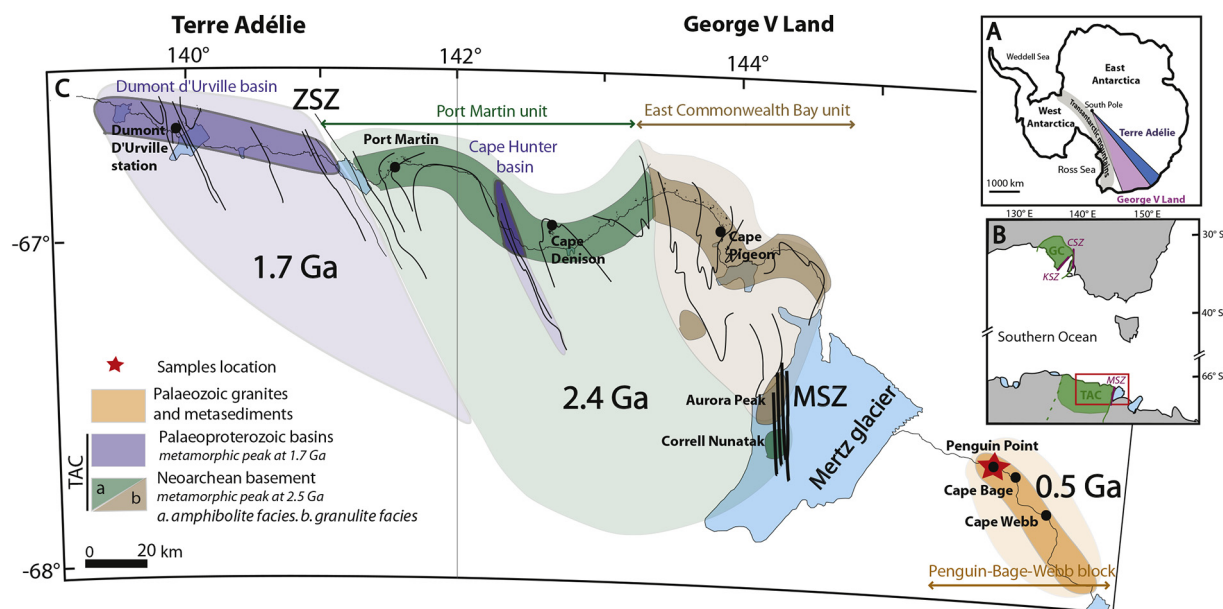 Terre Adélie
George V Land
140°
142°
144°
C
Dumont d'Urville basin
ZSZ
Port Martin unit
East Commonwealth Bay unit
Dumont
D'Urville
station
Port Martin
Cape Hunter
basin
Cape
Denison
Cape
Pigeon
-67°
1.7 Ga
2.4 Ga
Aurora Peak
MSZ
Correll Nunatak
Mertz glacier
Penguin Point
Cape Bage
0.5 Ga
Cape Webb
Penguin-Bage-Webb block
-68°
Samples location
Palaeozoic granites
and metasediments
Palaeoproterozoic basins
metamorphic peak at 1.7 Ga
TAC
a
b
Neoarchean basement
metamorphic peak at 2.5 Ga
a. amphibolite facies. b. granulite facies
0
20 km
A
Weddell Sea
East
Antarctica
South Pole
West
Antarctica
Transantarctic mountains
Terre Adélie
Ross Sea
1000 km
George V Land
130° E
140° E
150° E
B
30° S
GC
CSZ
KSZ
40° S
Southern Ocean
66° S
MSZ
TAC